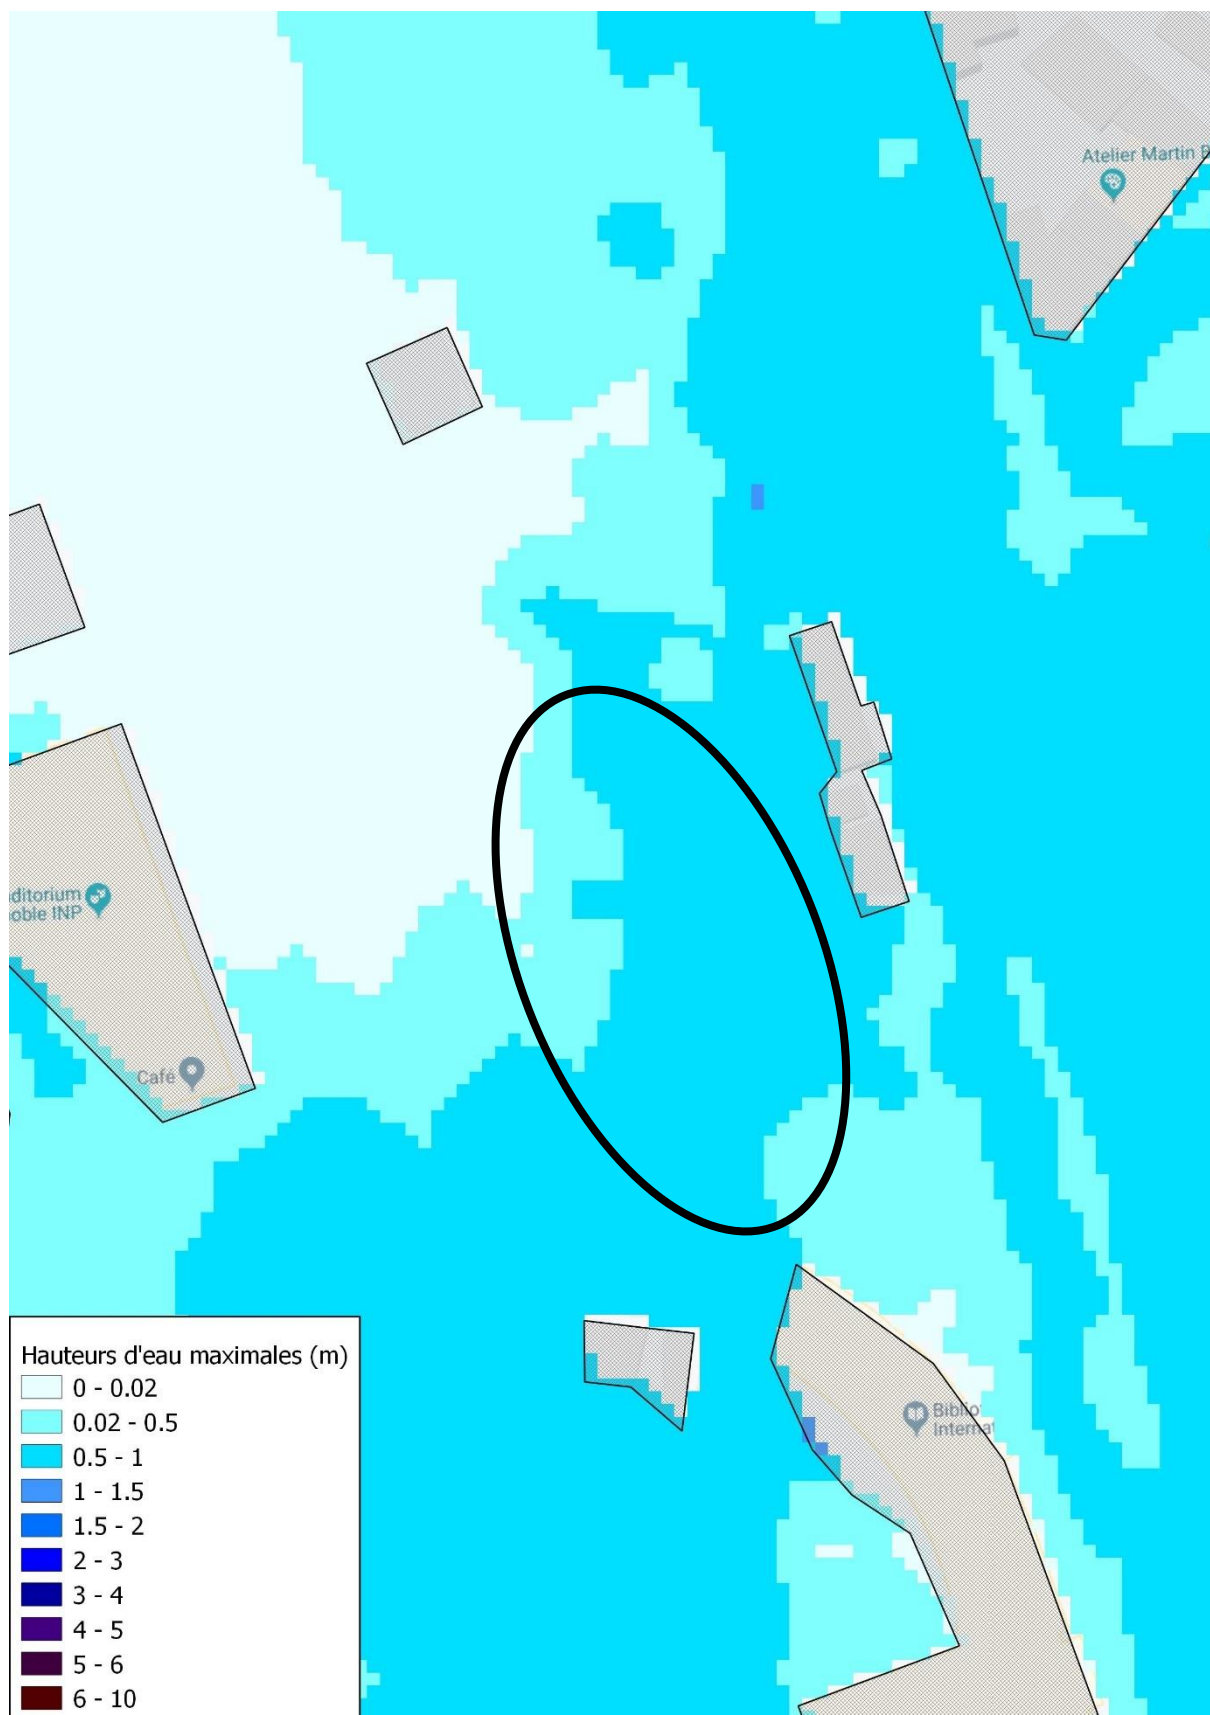 Atelier Martin B
ditorium
oble INP
Café
Biblio
Internat
Hauteurs d'eau maximales (m)
0 - 0.02
0.02 - 0.5
0.5 - 1
1 - 1.5
1.5 - 2
2 - 3
3 - 4
4 - 5
5 - 6
6 - 10